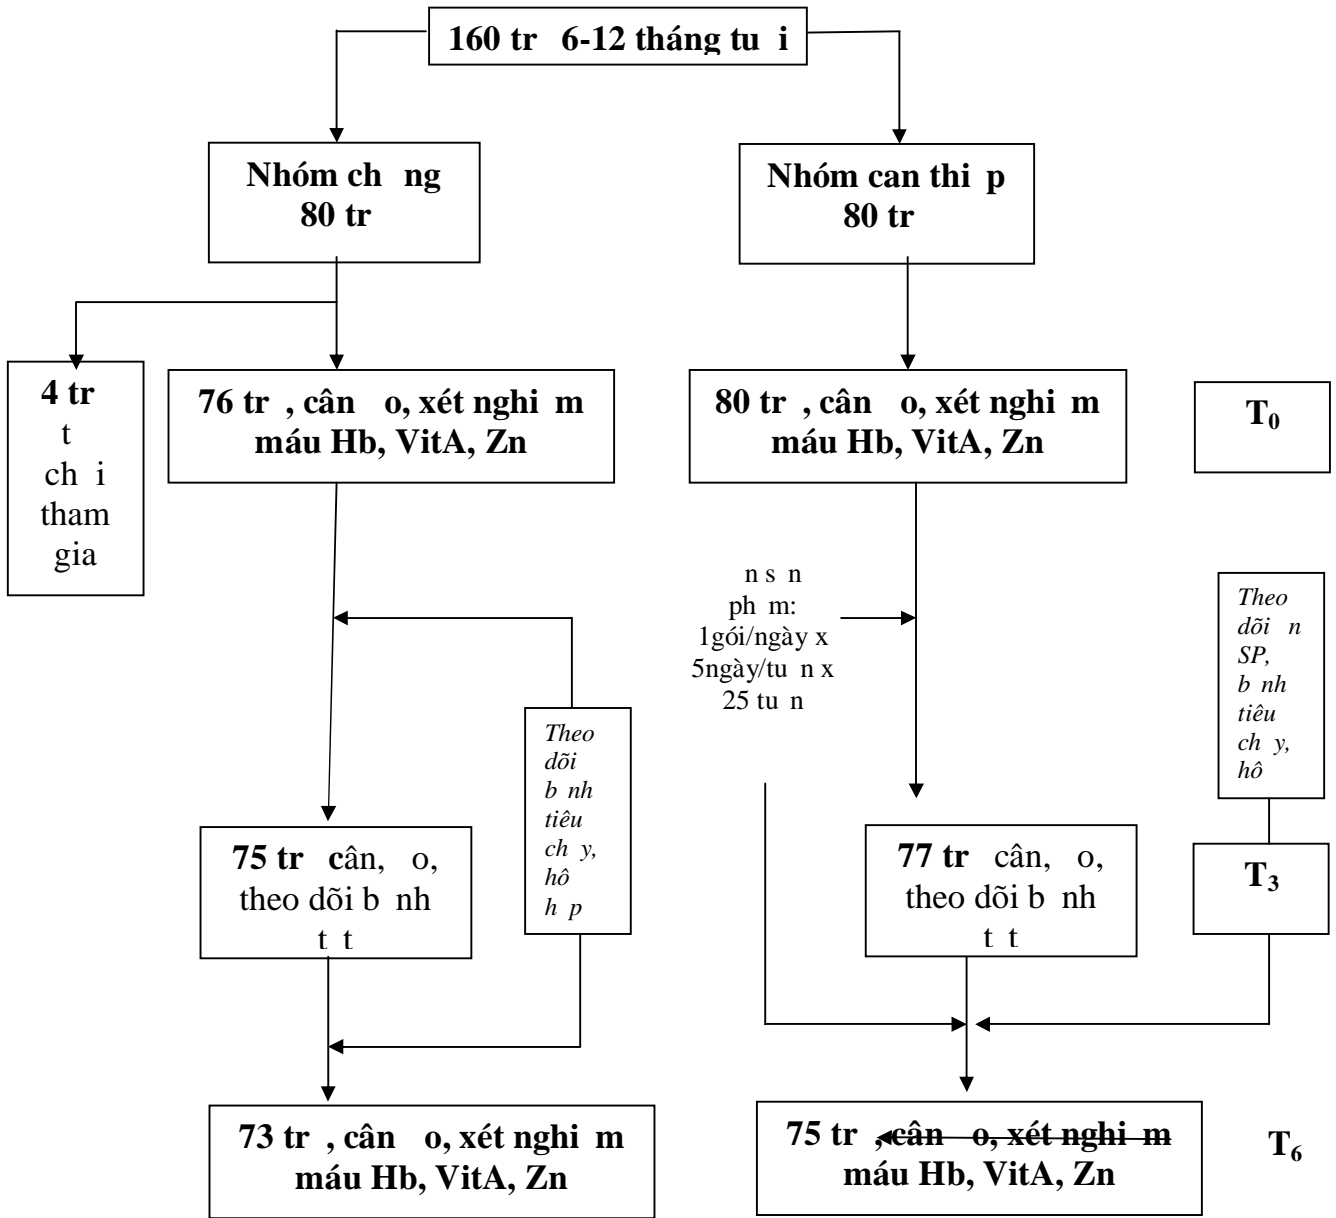 160 tr 6-12 tháng tu i
Nhóm ch ng
80 tr
Nhóm can thi p
80 tr
4 tr
t
ch i
tham
gia
76 tr , cân o, xét nghi m
máu Hb, VitA, Zn
80 tr , cân o, xét nghi m
máu Hb, VitA, Zn
T₀
n s n
ph m:
1gói/ngày x
5ngày/tu n x
25 tu n
Theo
dõi n
SP,
b nh
tiêu
ch y,
hô
Theo
dõi
b nh
tiêu
ch y,
hô
h p
75 tr cân, o,
theo dõi b nh
t t
77 tr cân, o,
theo dõi b nh
t t
T₃
73 tr , cân o, xét nghi m
máu Hb, VitA, Zn
75 tr , cân o, xét nghi m
máu Hb, VitA, Zn
T₆